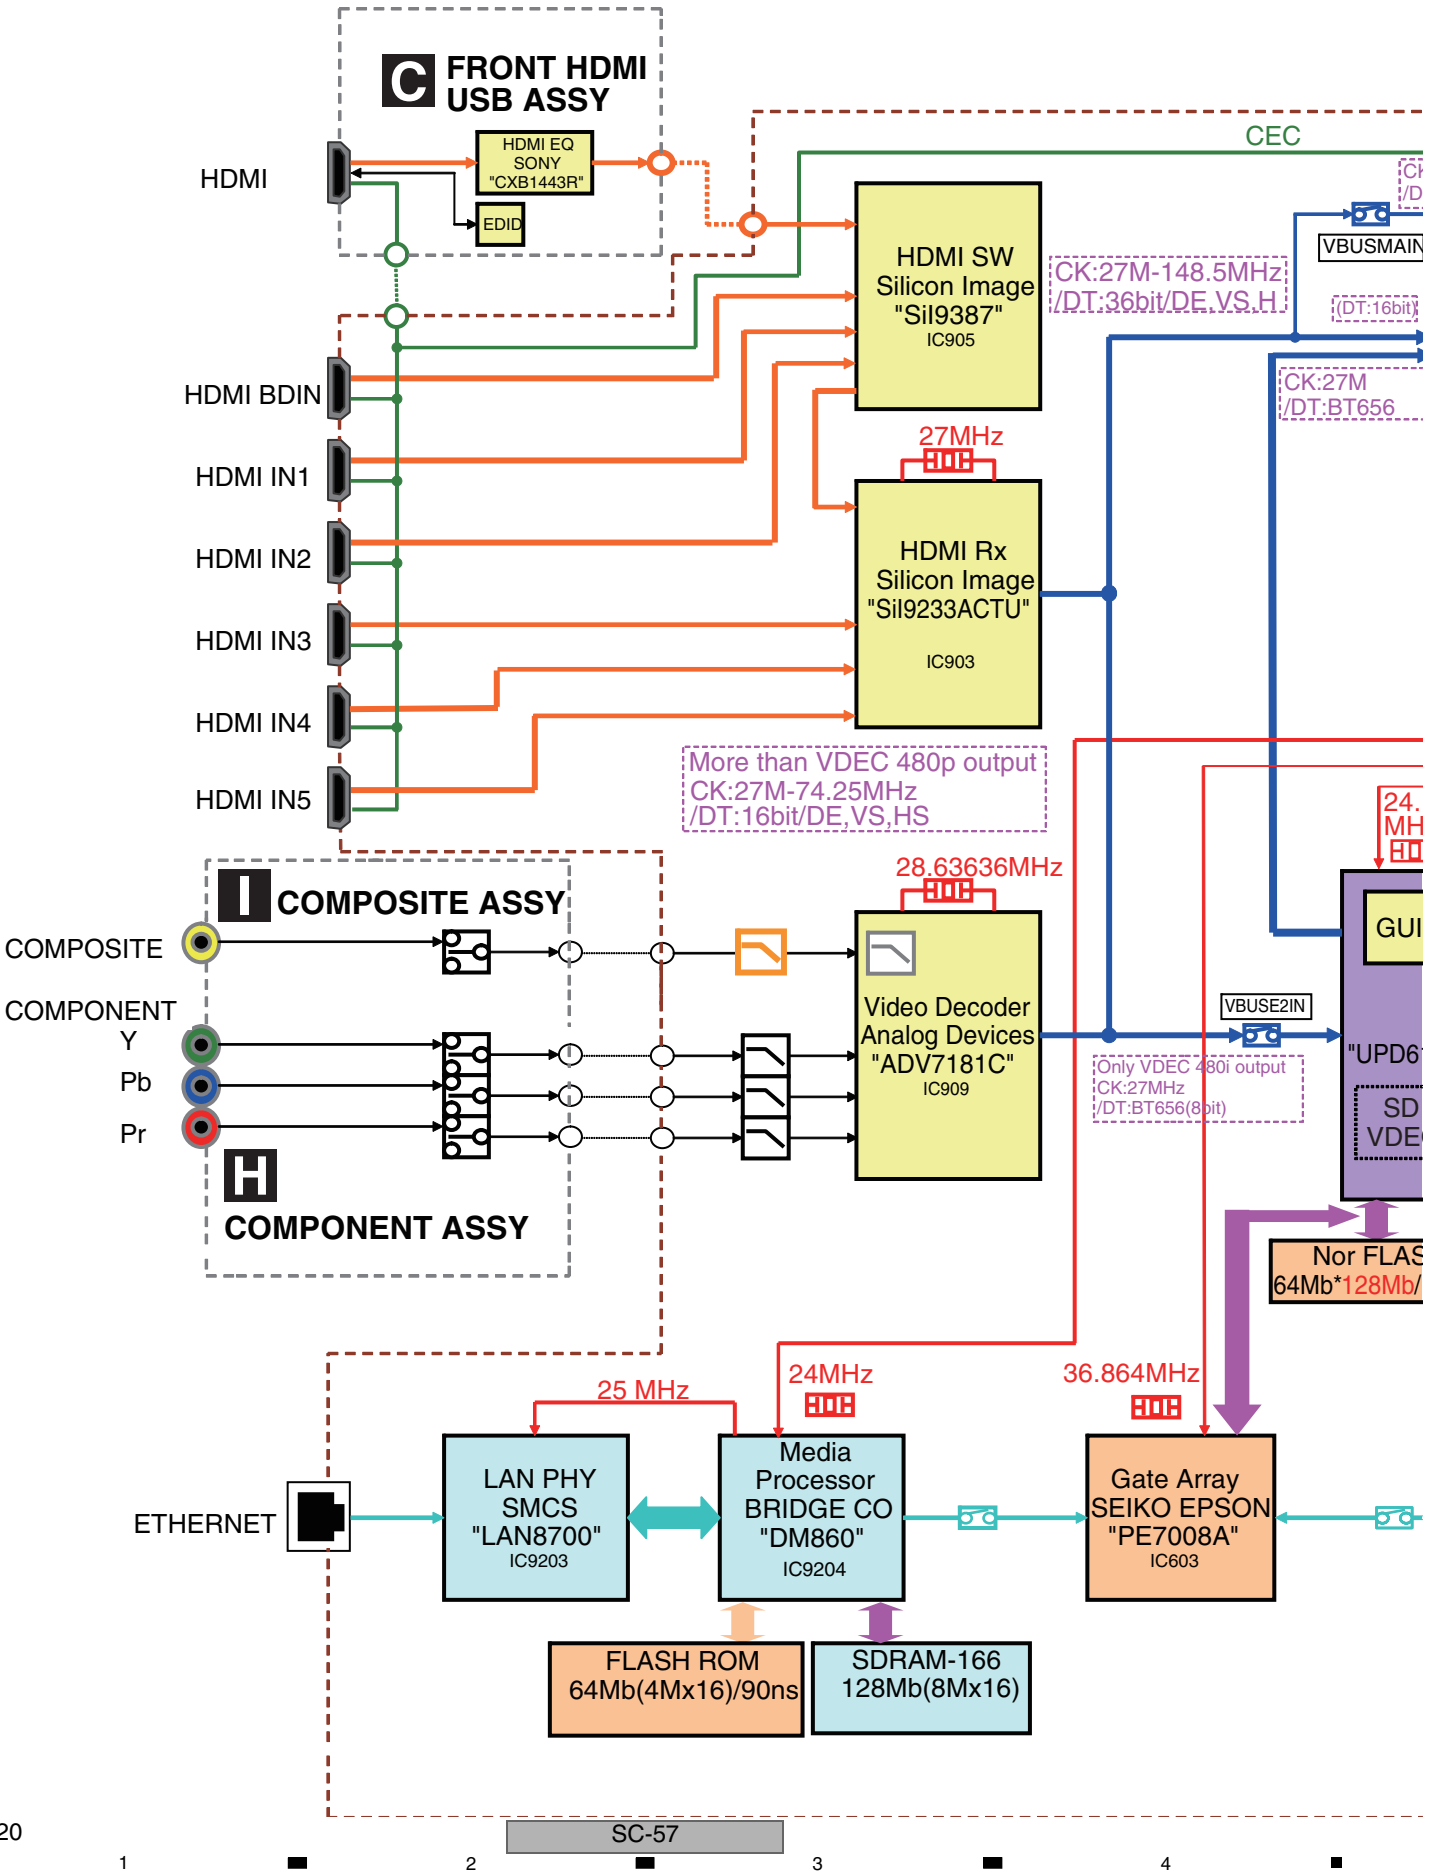 C
FRONT HDMI
USB ASSY
HDMI EQ
SONY
"CXB1443R"
EDID
HDMI
CEC
HDMI SW
Silicon Image
"SiI9387"
IC905
CK:27M-148.5MHz
/DT:36bit/DE,VS,H
VBUSMAIN
(DT:16bit)
CK:27M
/DT:BT656
HDMI BDIN
HDMI IN1
HDMI IN2
HDMI IN3
HDMI IN4
HDMI IN5
27MHz
HDMI Rx
Silicon Image
"SiI9233ACTU"
IC903
More than VDEC 480p output
CK:27M-74.25MHz
/DT:16bit/DE,VS,HS
24.
MH
I
COMPOSITE ASSY
28.63636MHz
COMPOSITE
COMPONENT
Y
Pb
Pr
Video Decoder
Analog Devices
"ADV7181C"
IC909
GUI
VBUSE2IN
Only VDEC 480i output
CK:27MHz
/DT:BT656(8bit)
"UPD61
SD
VDEC
H
COMPONENT ASSY
Nor FLAS
64Mb*128Mb/
25 MHz
24MHz
36.864MHz
ETHERNET
LAN PHY
SMCS
"LAN8700"
IC9203
Media
Processor
BRIDGE CO
"DM860"
IC9204
Gate Array
SEIKO EPSON
"PE7008A"
IC603
FLASH ROM
64Mb(4Mx16)/90ns
SDRAM-166
128Mb(8Mx16)
20
SC-57
1
2
3
4